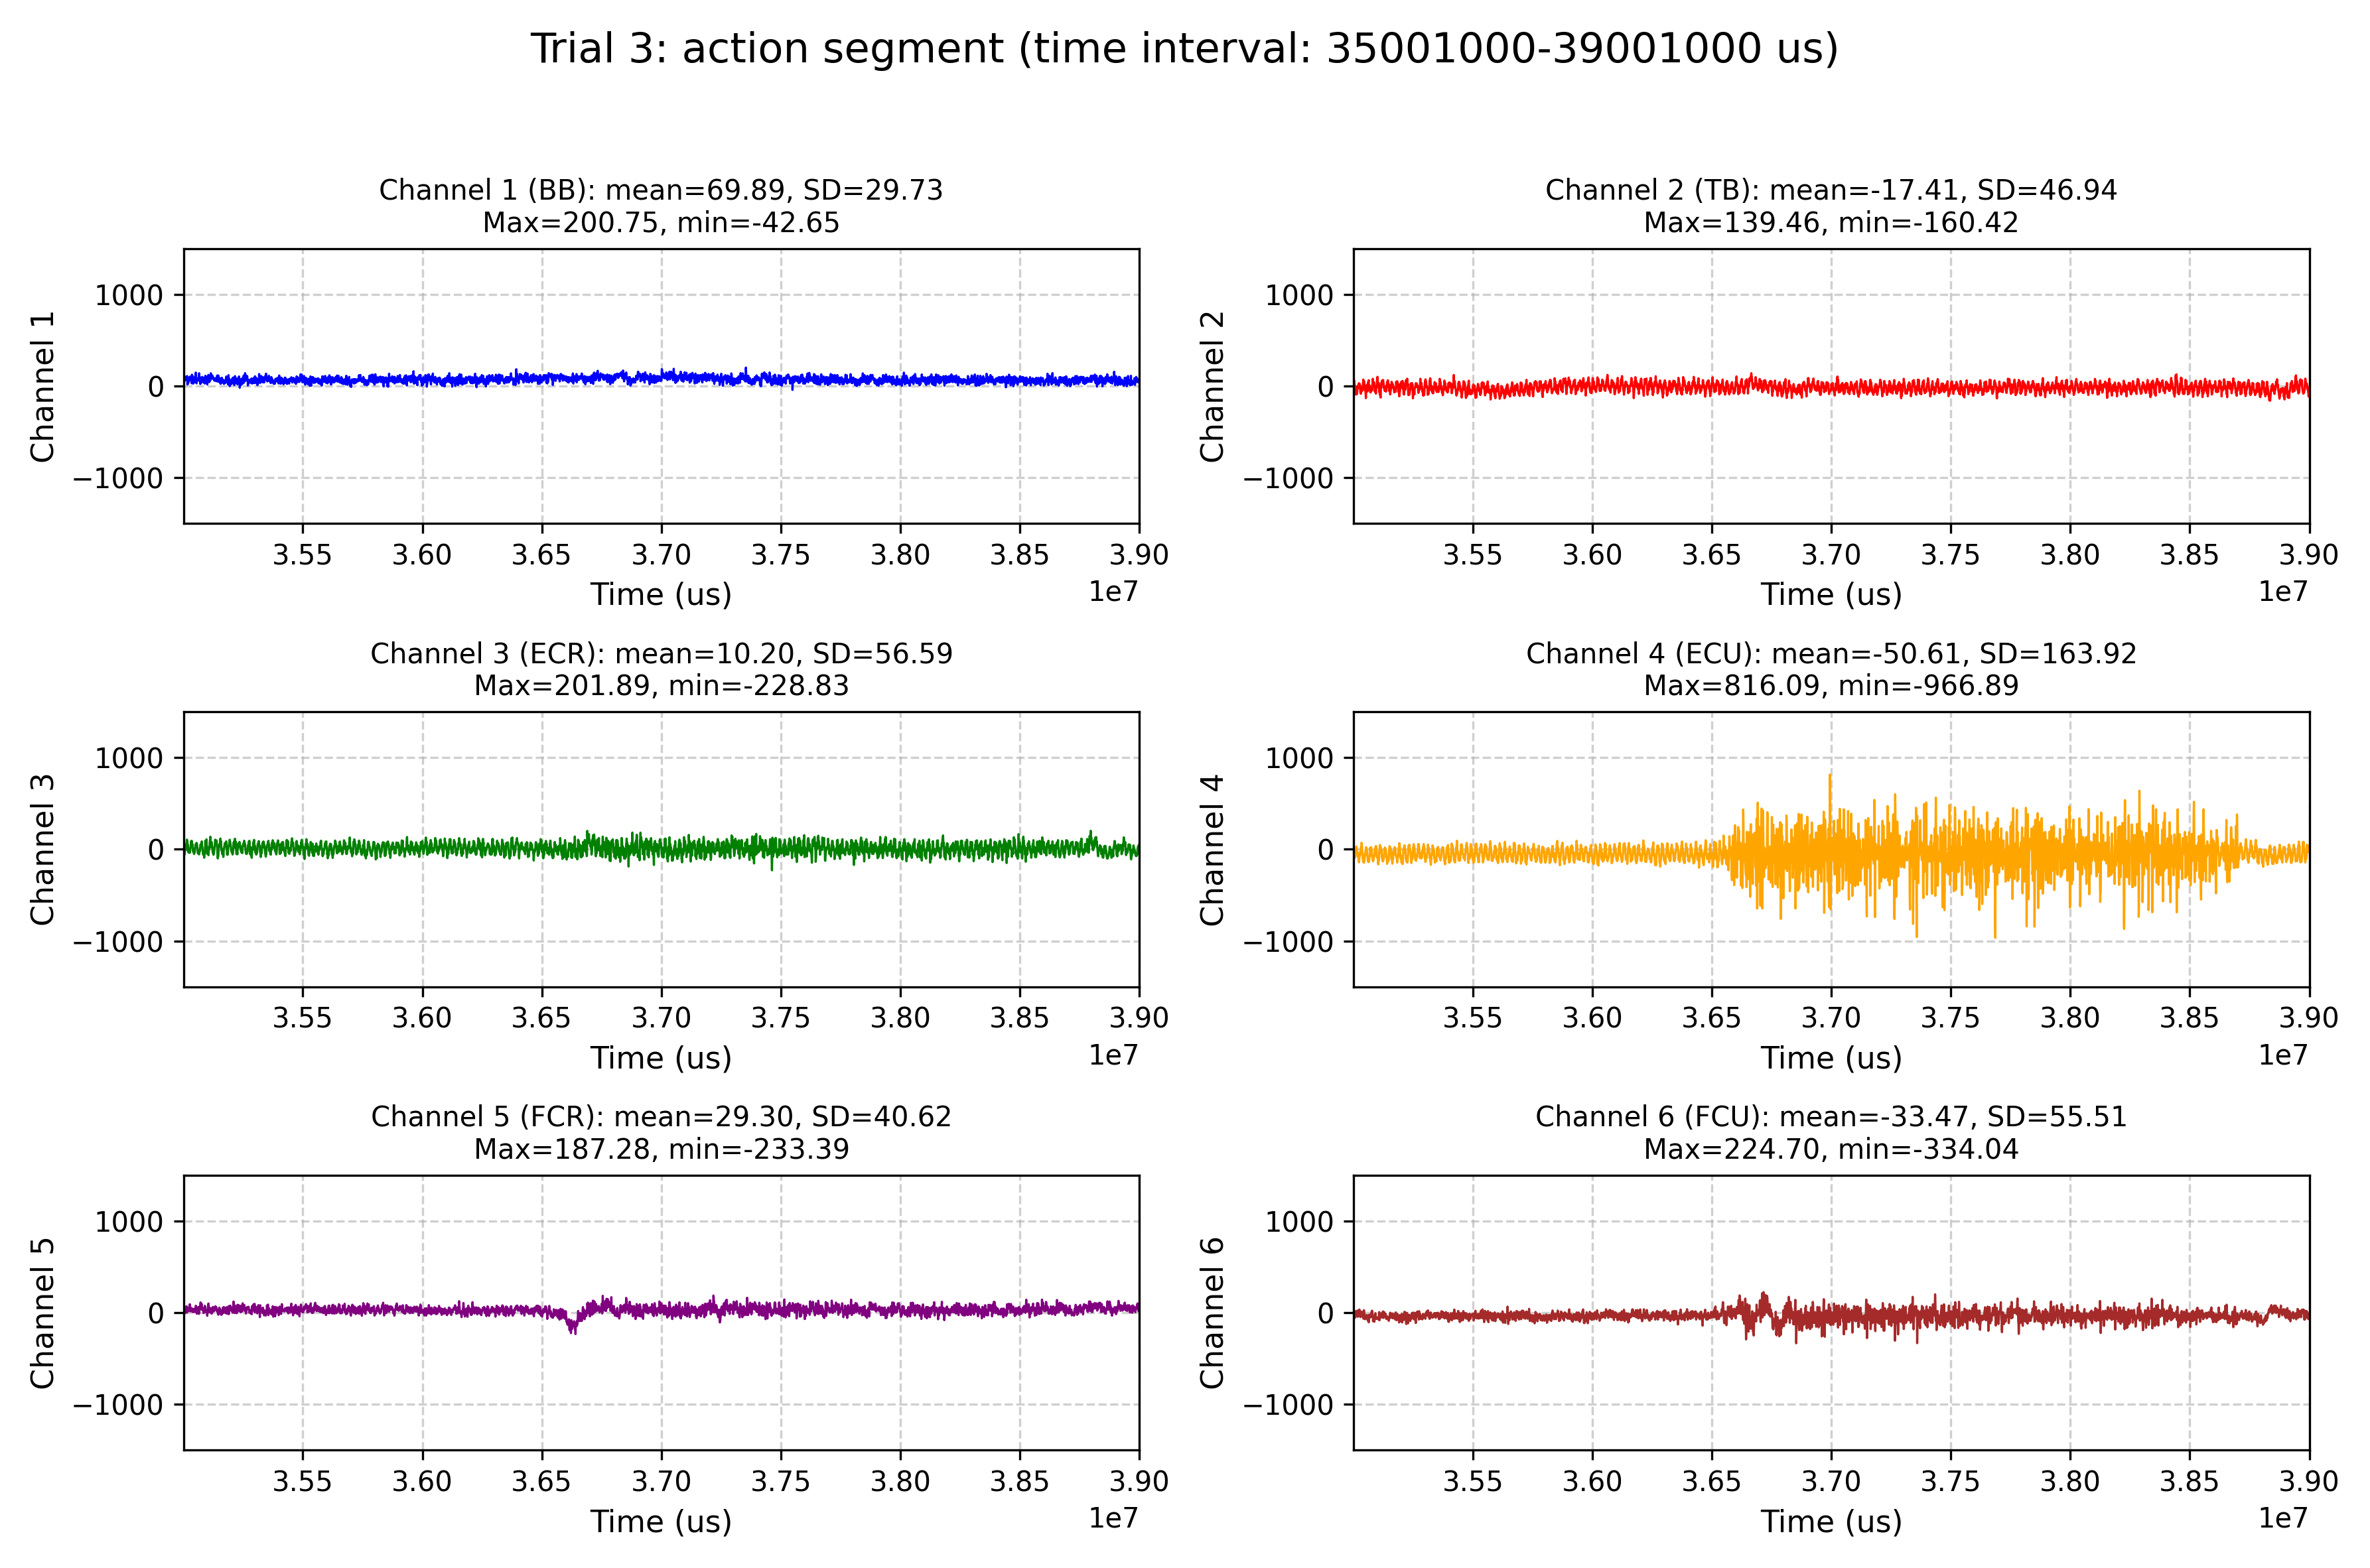 Trial 3: action segment (time interval: 35001000-39001000 us)
Channel 1 (BB): mean=69.89, SD=29.73
Max=200.75, min=-42.65
Channel 1
1000
0
−1000
3.55 3.60 3.65 3.70 3.75 3.80 3.85 3.90
Time (us)
1e7
Channel 2 (TB): mean=-17.41, SD=46.94
Max=139.46, min=-160.42
Channel 2
1000
0
−1000
3.55 3.60 3.65 3.70 3.75 3.80 3.85 3.90
Time (us)
1e7
Channel 3 (ECR): mean=10.20, SD=56.59
Max=201.89, min=-228.83
Channel 3
1000
0
−1000
3.55 3.60 3.65 3.70 3.75 3.80 3.85 3.90
Time (us)
1e7
Channel 4 (ECU): mean=-50.61, SD=163.92
Max=816.09, min=-966.89
Channel 4
1000
0
−1000
3.55 3.60 3.65 3.70 3.75 3.80 3.85 3.90
Time (us)
1e7
Channel 5 (FCR): mean=29.30, SD=40.62
Max=187.28, min=-233.39
Channel 5
1000
0
−1000
3.55 3.60 3.65 3.70 3.75 3.80 3.85 3.90
Time (us)
1e7
Channel 6 (FCU): mean=-33.47, SD=55.51
Max=224.70, min=-334.04
Channel 6
1000
0
−1000
3.55 3.60 3.65 3.70 3.75 3.80 3.85 3.90
Time (us)
1e7